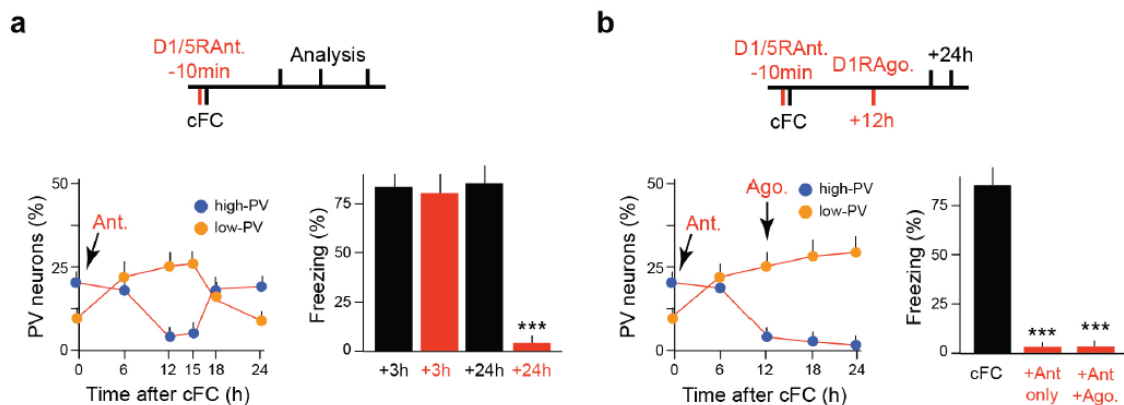 a
D1/5RAnt.
-10min
Analysis
cFC
PV neurons (%)
50
25
0
Ant.
high-PV
low-PV
0
6
12
15
18
24
Time after cFC (h)
Freezing (%)
75
25
0
+3h
+3h
+24h
+24h
***
b
D1/5RAnt.
-10min
D1RAgo.
+24h
cFC
+12h
PV neurons (%)
50
25
0
Ant.
Ago.
high-PV
low-PV
0
6
12
18
24
Time after cFC (h)
Freezing (%)
75
25
0
***
***
cFC
+Ant
only
+Ant
+Ago.